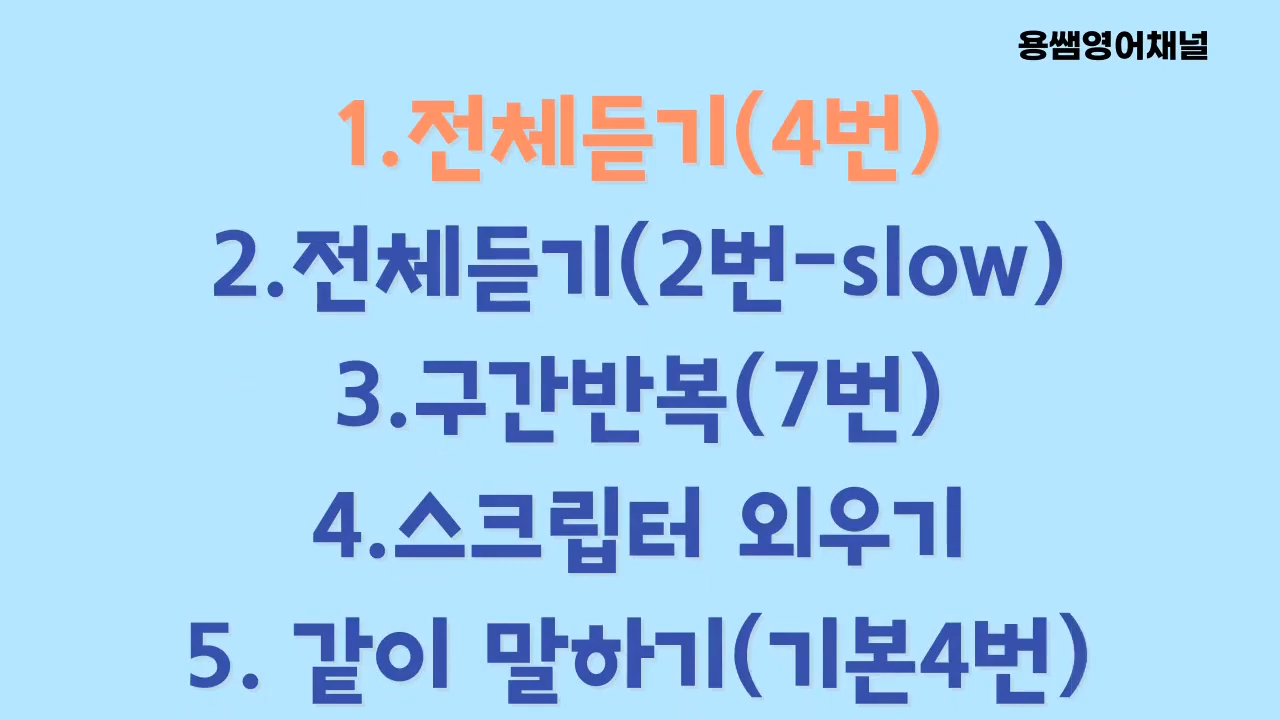 용쌤영어채널
1.전체듣기(4번)
2.전체듣기(2번-slow)
3.구간반복(7번)
4.스크립터 외우기
5. 같이 말하기(기본4번)